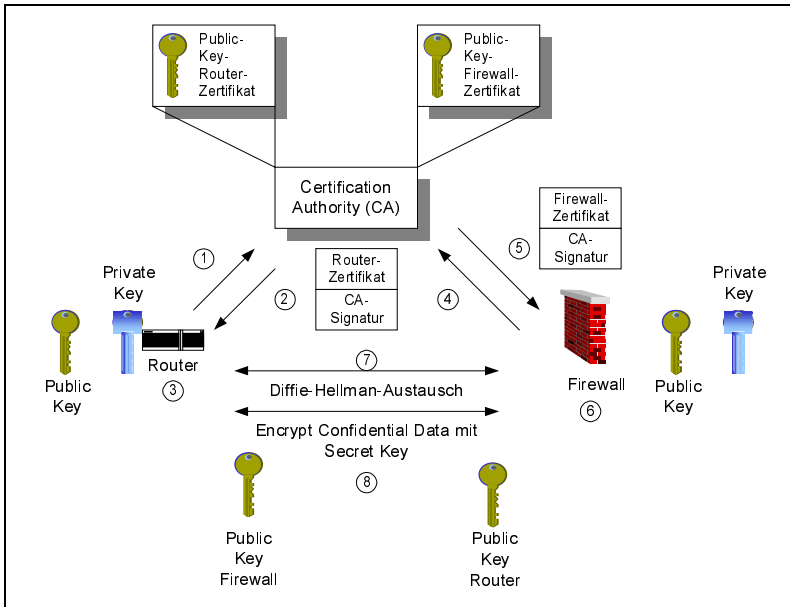 Public-
Key-
Router-
Zertifikat
Public-
Key-
Firewall-
Zertifikat
Certification
Authority (CA)
Firewall-
Zertifikat
CA-
Signatur
5
1
Router-
Zertifikat
CA-
Signatur
2
4
Private
Key
Private
Key
Public
Key
Router
3
7
Diffie-Hellman-Austausch
Firewall
6
Public
Key
Encrypt Confidential Data mit
Secret Key
8
Public
Key
Firewall
Public
Key
Router